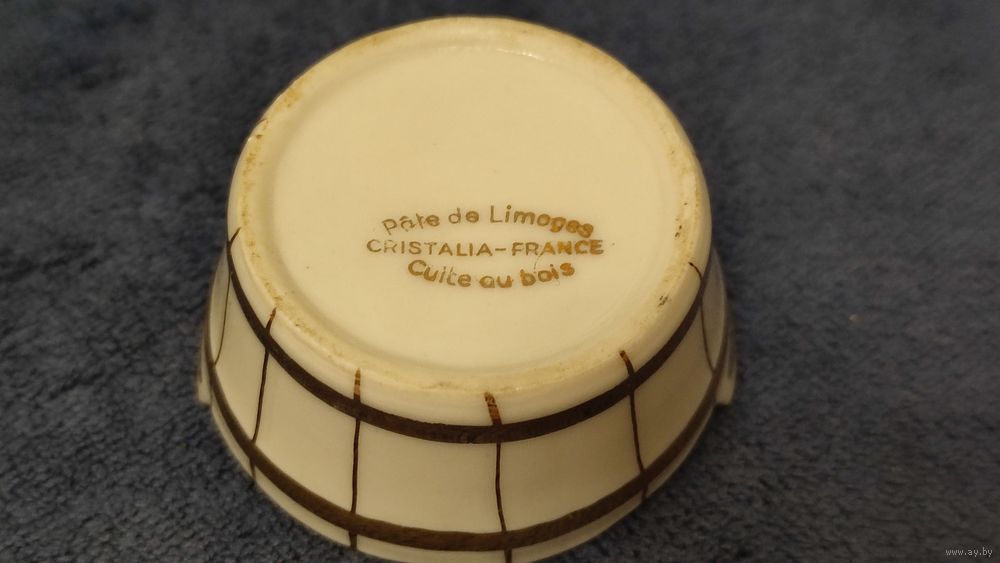 Pâte de Limoges
CRISTALIA-FRANCE
Cuite au bois
www.ay.by